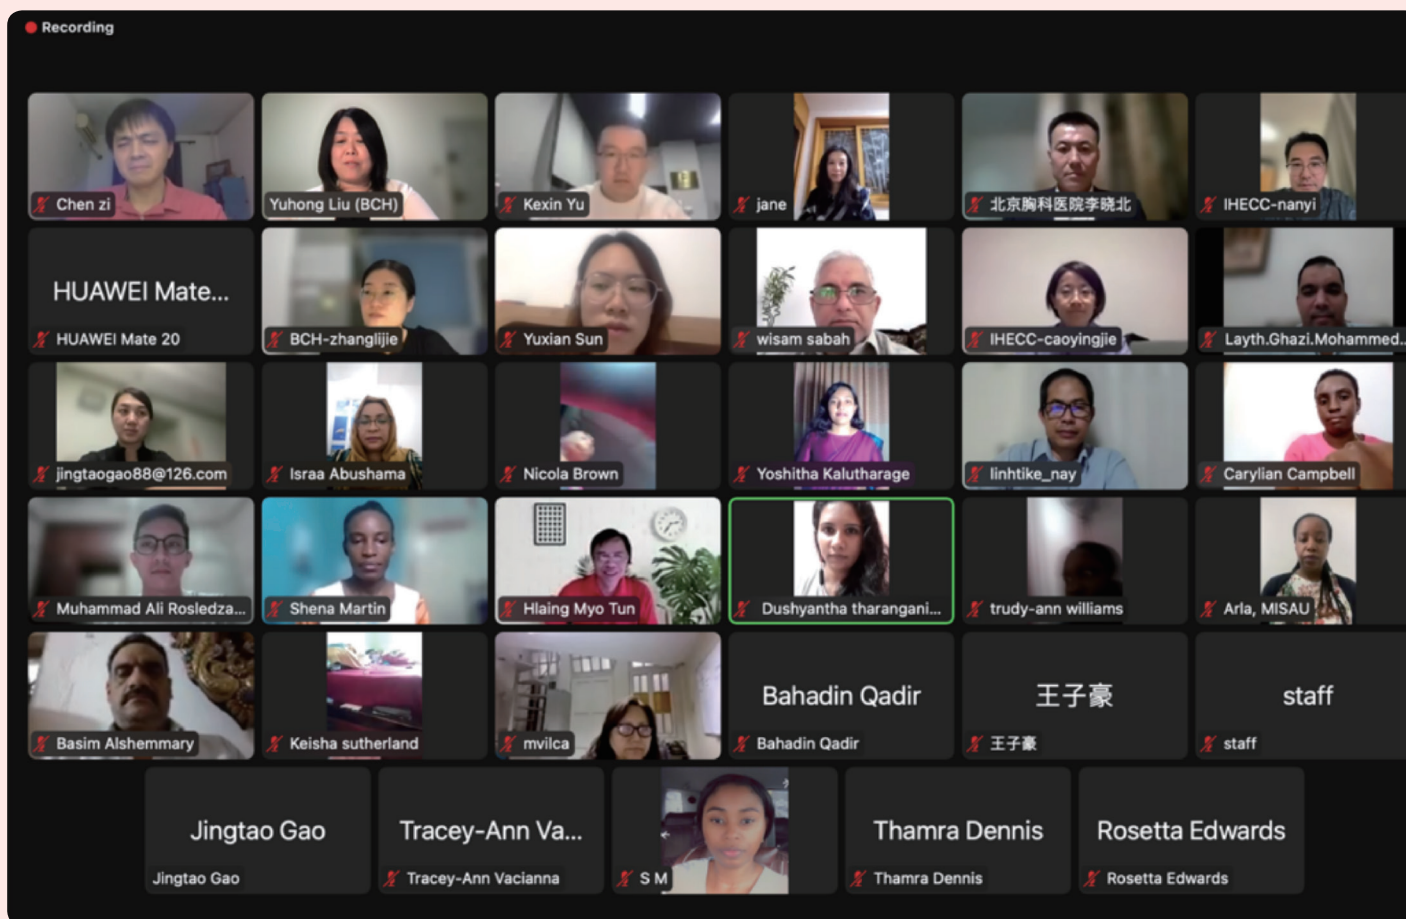 Recording
Chen zi
Yuhong Liu (BCH)
Kexin Yu
jane
北京胸科医院李晓北
IHECC-nanyi
HUAWEI Mate...
HUAWEI Mate 20
BCH-zhanglijie
Yuxian Sun
wisam sabah
IHECC-caoyingjie
Layth.Ghazi.Mohammed...
jingtaogao88@126.com
Israa Abushama
Nicola Brown
Yoshitha Kalutharage
linhtike_nay
Carylian Campbell
Muhammad Ali Rosledza...
Shena Martin
Hlaing Myo Tun
Dushyantha tharangani...
trudy-ann williams
Arla, MISAU
Basim Alshemmary
Keisha sutherland
mvilca
Bahadin Qadir
Bahadin Qadir
王子豪
王子豪
staff
staff
Jingtao Gao
Jingtao Gao
Tracey-Ann Va...
Tracey-Ann Vacianna
S M
Thamra Dennis
Thamra Dennis
Rosetta Edwards
Rosetta Edwards